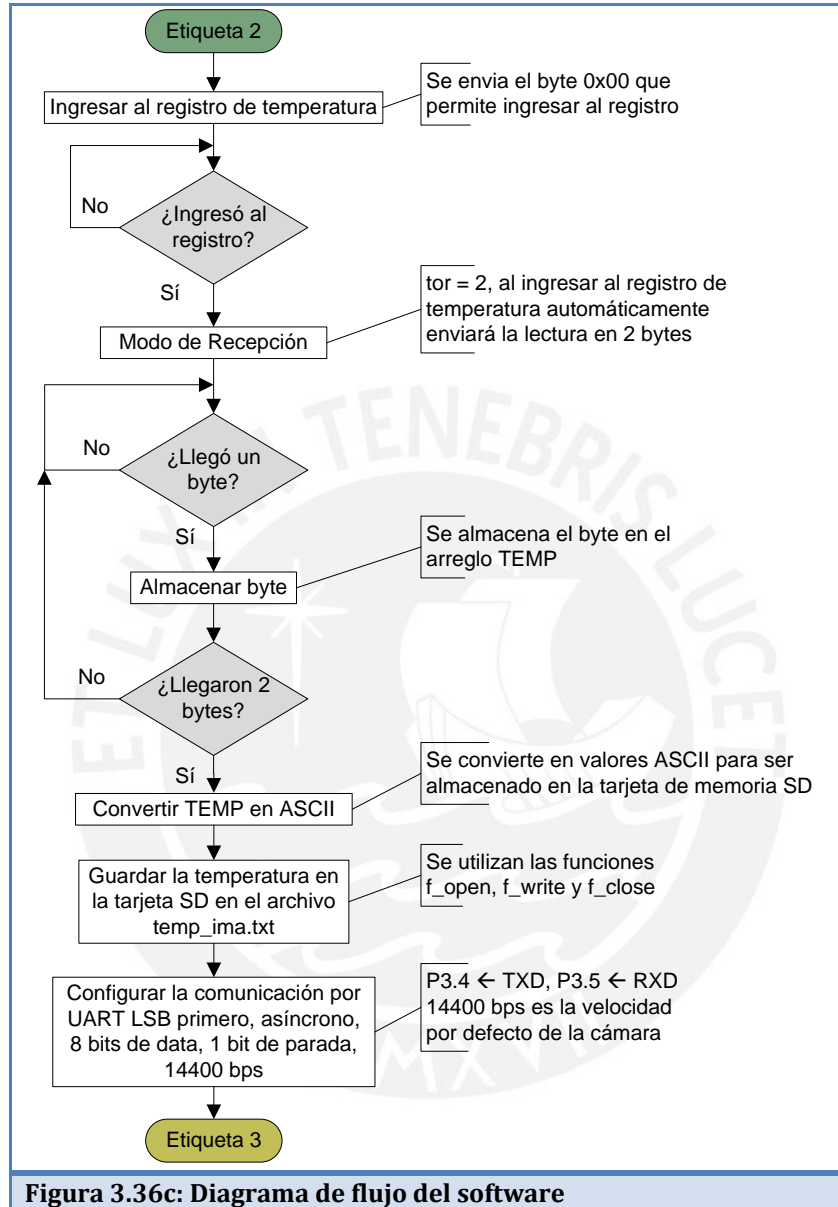 Etiqueta 2
Ingresar al registro de temperatura
Se envia el byte 0x00 que
permite ingresar al registro
No
¿Ingresó al
registro?
Sí
tor = 2, al ingresar al registro de
temperatura automáticamente
enviará la lectura en 2 bytes
Modo de Recepción
No
¿Llegó un
byte?
Sí
Se almacena el byte en el
arreglo TEMP
Almacenar byte
No
¿Llegaron 2
bytes?
Sí
Se convierte en valores ASCII para ser
almacenado en la tarjeta de memoria SD
Convertir TEMP en ASCII
Guardar la temperatura en
la tarjeta SD en el archivo
temp_ima.txt
Se utilizan las funciones
f_open, f_write y f_close
Configurar la comunicación por
UART LSB primero, asíncrono,
8 bits de data, 1 bit de parada,
14400 bps
P3.4 ← TXD, P3.5 ← RXD
14400 bps es la velocidad
por defecto de la cámara
Etiqueta 3
Figura 3.36c: Diagrama de flujo del software
ET LUX IN TENEBRIS LUCET